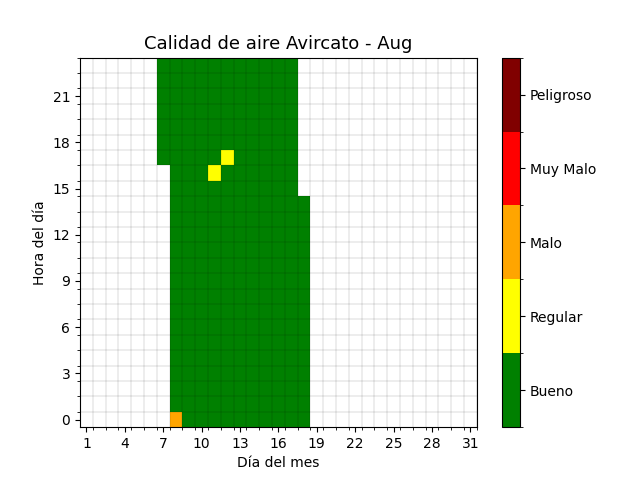 Calidad de aire Avircato - Aug
21
18
15
12
9
6
3
0
Hora del día
1 4 7 10 13 16 19 22 25 28 31
Día del mes
Peligroso
Muy Malo
Malo
Regular
Bueno